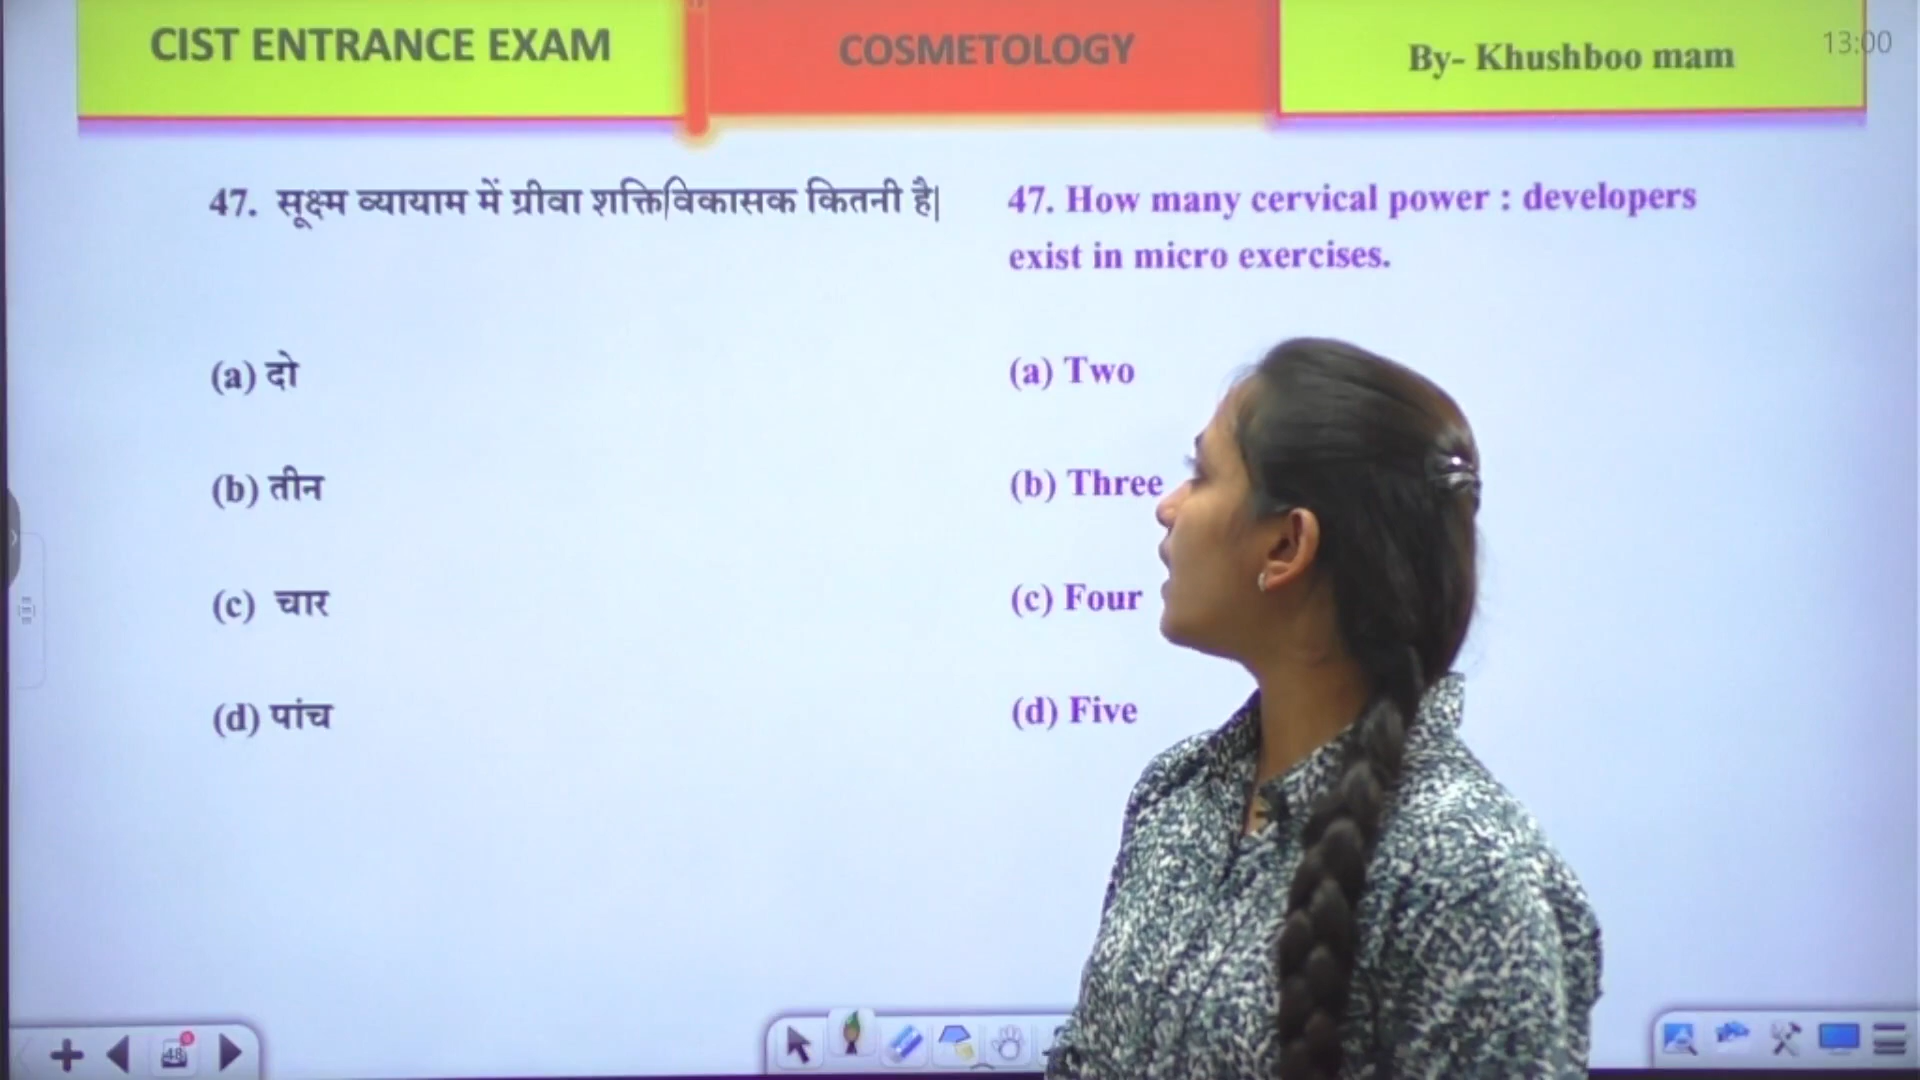 CIST ENTRANCE EXAM
COSMETOLOGY
By- Khushboo mam
13:00
47. सूक्ष्म व्यायाम में ग्रीवा शक्ति विकासक कितनी है|
(a) दो
(b) तीन
(c) चार
(d) पांच
47. How many cervical power : developers
exist in micro exercises.
(a) Two
(b) Three
(c) Four
(d) Five
48